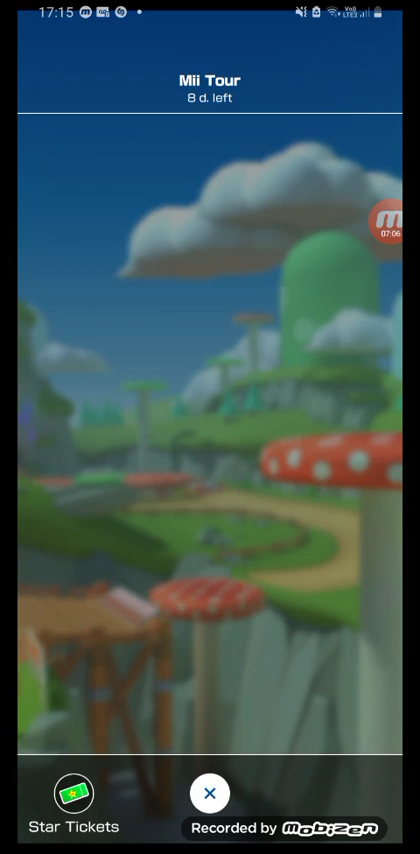 17:15
Mii Tour
8 d. left
07:06
Star Tickets
Recorded by mobizen